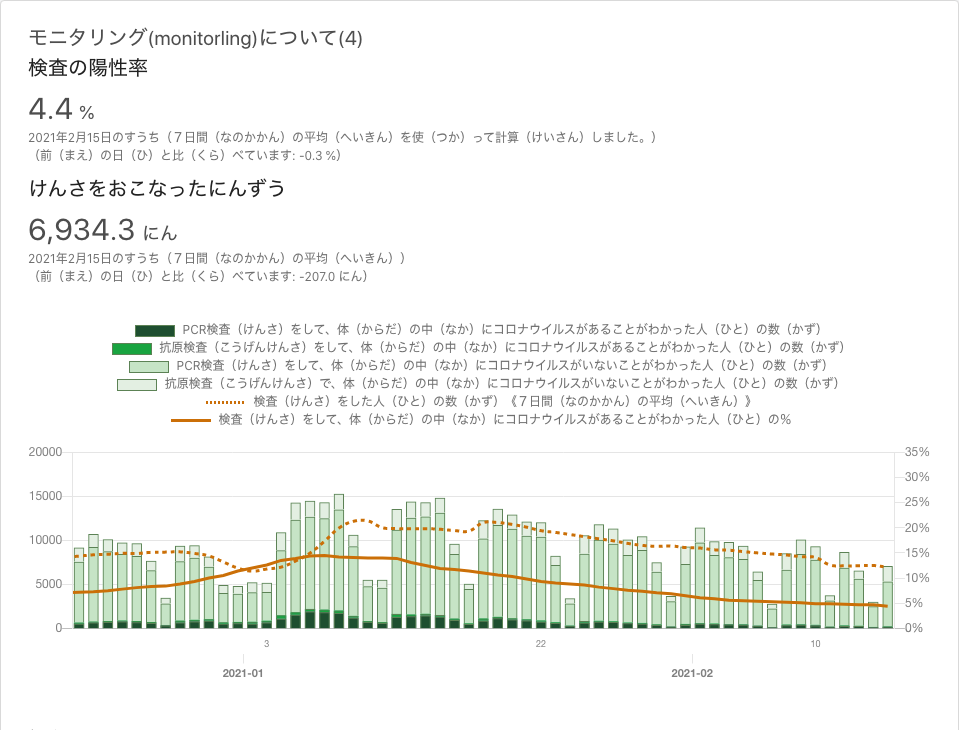 モニタリング(monitorling)について(4)
検査の陽性率
4.4 %
2021年2月15日のすうち（７日間（なのかかん）の平均（へいきん）を使（つか）って計算（けいさん）しました。）
（前（まえ）の日（ひ）と比（くら）べています: -0.3 %）
けんさをおこなったにんずう
6,934.3 にん
2021年2月15日のすうち（７日間（なのかかん）の平均（へいきん））
（前（まえ）の日（ひ）と比（くら）べています: -207.0 にん）
PCR検査（けんさ）をして、体（からだ）の中（なか）にコロナウイルスがあることがわかった人（ひと）の数（かず）
抗原検査（こうげんけんさ）をして、体（からだ）の中（なか）にコロナウイルスがあることがわかった人（ひと）の数（かず）
PCR検査（けんさ）をして、体（からだ）の中（なか）にコロナウイルスがいないことがわかった人（ひと）の数（かず）
抗原検査（こうげんけんさ）で、体（からだ）の中（なか）にコロナウイルスがいないことがわかった人（ひと）の数（かず）
検査（けんさ）をした人（ひと）の数（かず）《７日間（なのかかん）の平均（へいきん）》
検査（けんさ）をして、体（からだ）の中（なか）にコロナウイルスがあることがわかった人（ひと）の%
20000 35%
30%
15000 25%
20%
10000 15%
5000 10%
5%
0 0%
3 22 10
2021-01 2021-02